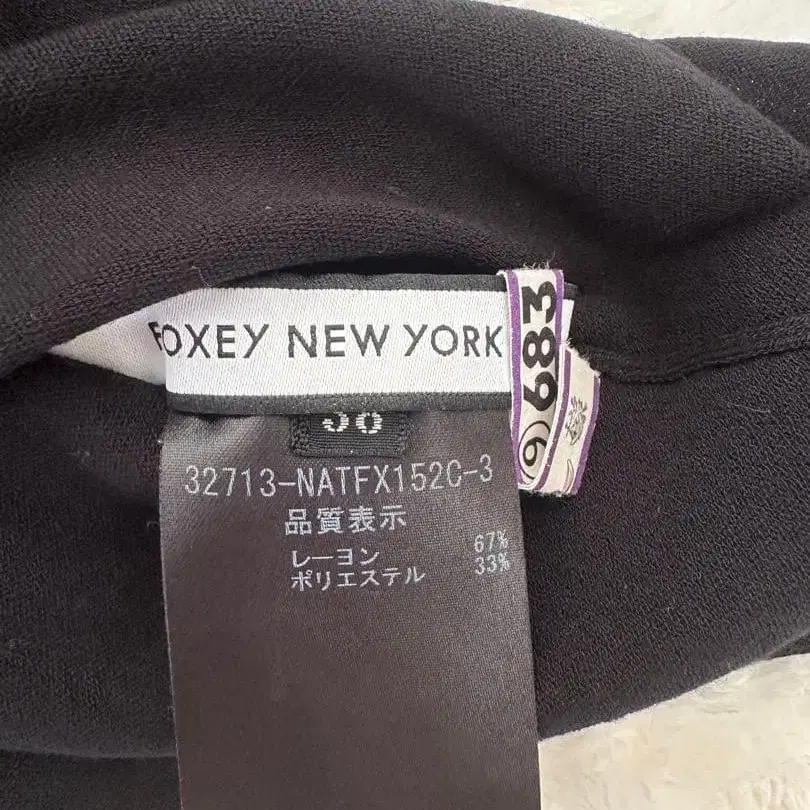 FOXEY NEW YORK
683
9
32713-NATFX152C-3
品質表示
レーヨン 67%
ポリエステル 33%